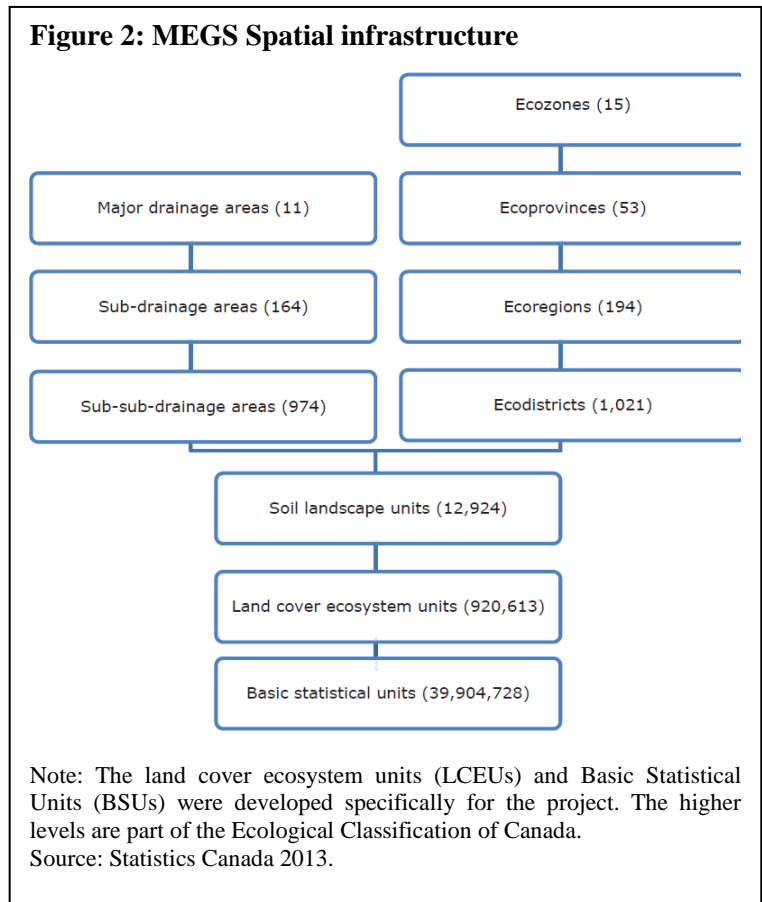 Figure 2: MEGS Spatial infrastructure
Ecozones (15)
Major drainage areas (11)
Ecoprovinces (53)
Sub-drainage areas (164)
Ecoregions (194)
Sub-sub-drainage areas (974)
Ecodistricts (1,021)
Soil landscape units (12,924)
Land cover ecosystem units (920,613)
Basic statistical units (39,904,728)
Note: The land cover ecosystem units (LCEUs) and Basic Statistical
Units (BSUs) were developed specifically for the project. The higher
levels are part of the Ecological Classification of Canada.
Source: Statistics Canada 2013.